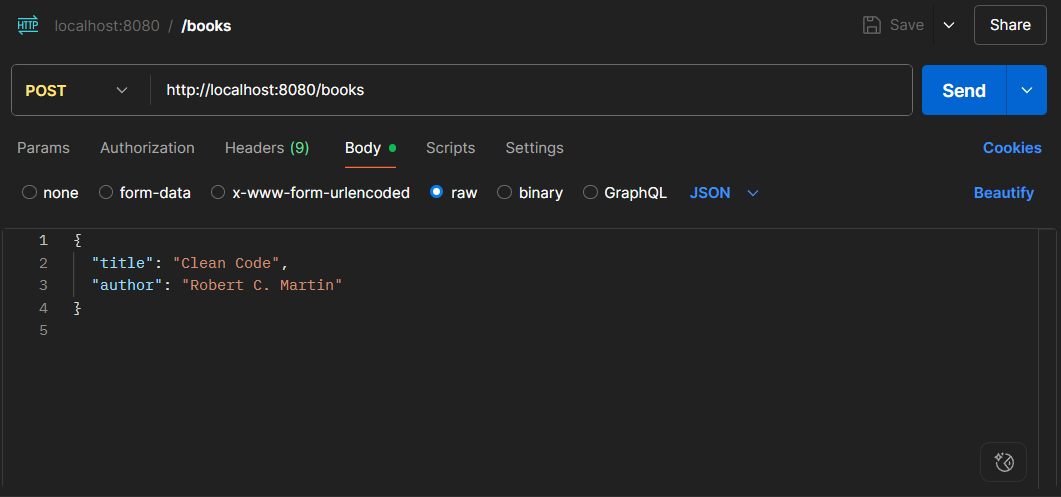 HTTP localhost:8080 / /books Save Share
POST http://localhost:8080/books Send
Params Authorization Headers (9) Body Scripts Settings Cookies
none form-data x-www-form-urlencoded raw binary GraphQL JSON Beautify
1 {
2 "title": "Clean Code",
3 "author": "Robert C. Martin"
4 }
5